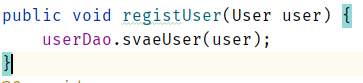 public void registUser(User user) {
    userDao.svaeUser(user);
}